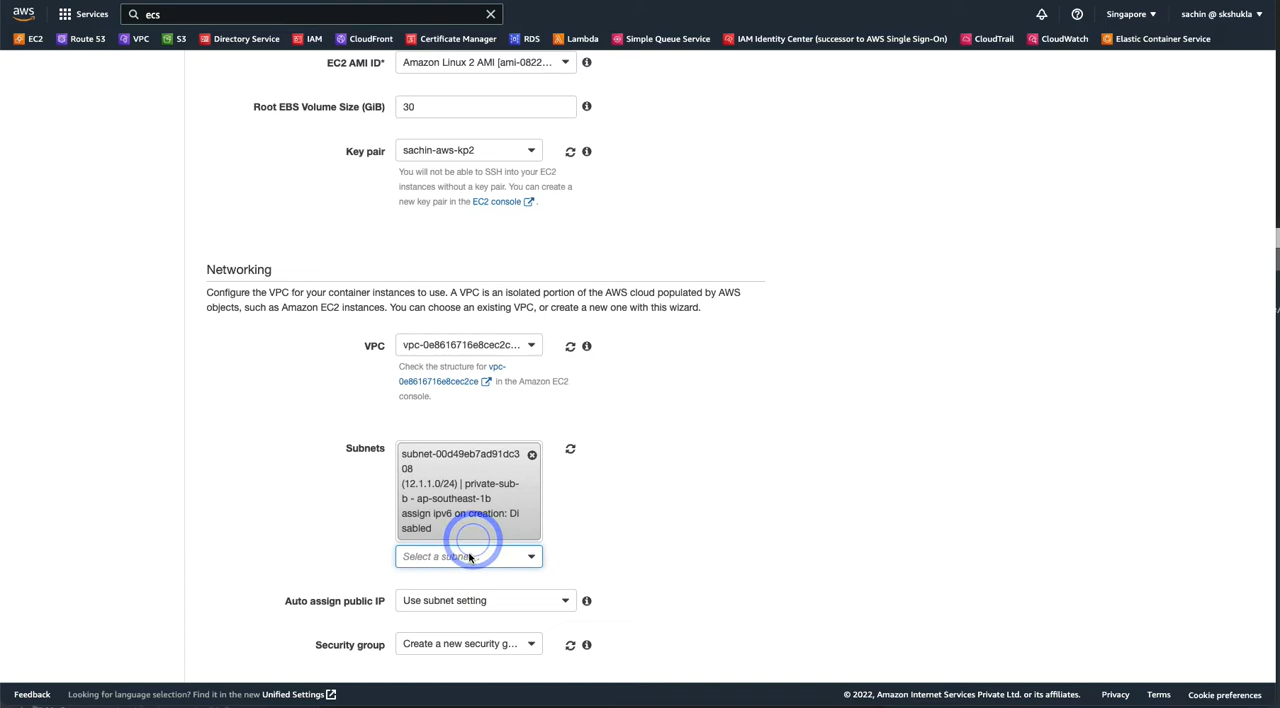 aws
Services
ecs
Singapore
sachin @ skshukla
EC2
Route 53
VPC
S3
Directory Service
IAM
CloudFront
Certificate Manager
RDS
Lambda
Simple Queue Service
IAM Identity Center (successor to AWS Single Sign-On)
CloudTrail
CloudWatch
Elastic Container Service
EC2 AMI ID*
Amazon Linux 2 AMI [ami-0822...
Root EBS Volume Size (GiB)
30
Key pair
sachin-aws-kp2
You will not be able to SSH into your EC2
instances without a key pair. You can create a
new key pair in the EC2 console .
Networking
Configure the VPC for your container instances to use. A VPC is an isolated portion of the AWS cloud populated by AWS
objects, such as Amazon EC2 instances. You can choose an existing VPC, or create a new one with this wizard.
VPC
vpc-0e8616716e8cec2c...
Check the structure for vpc-
0e8616716e8cec2ce in the Amazon EC2
console.
Subnets
subnet-00d49eb7ad91dc3
08
(12.1.1.0/24) | private-sub-
b - ap-southeast-1b
assign ipv6 on creation: Di
sabled
Select a subnet...
Auto assign public IP
Use subnet setting
Security group
Create a new security g...
Feedback
Looking for language selection? Find it in the new Unified Settings
© 2022, Amazon Internet Services Private Ltd. or its affiliates.
Privacy
Terms
Cookie preferences